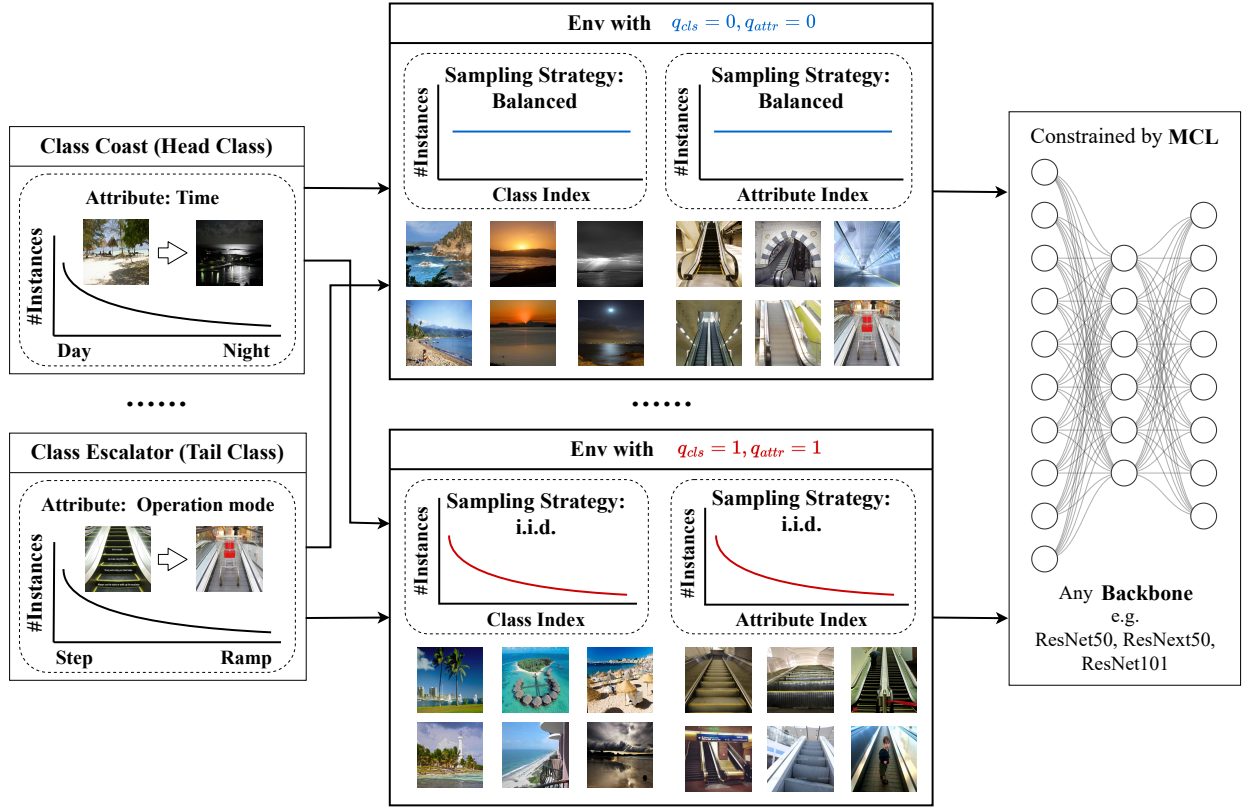 Class Coast (Head Class)
Attribute: Time
#Instances
Day
Night
......
Class Escalator (Tail Class)
Attribute: Operation mode
#Instances
Step
Ramp
Env with q_cls = 0, q_attr = 0
Sampling Strategy:
Balanced
#Instances
Class Index
Sampling Strategy:
Balanced
#Instances
Attribute Index
......
Env with q_cls = 1, q_attr = 1
Sampling Strategy:
i.i.d.
#Instances
Class Index
Sampling Strategy:
i.i.d.
#Instances
Attribute Index
Constrained by MCL
Any Backbone
e.g.
ResNet50, ResNext50,
ResNet101